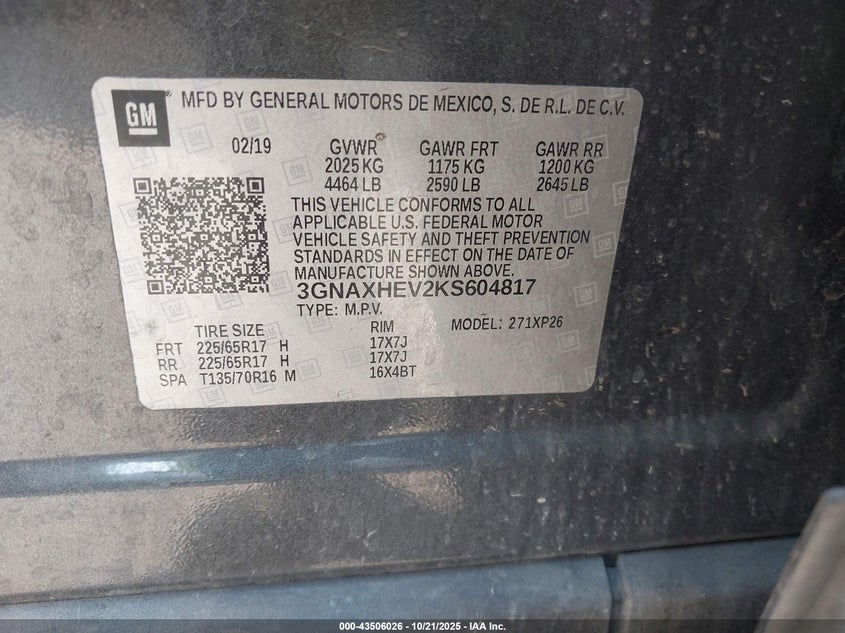 GM
MFD BY GENERAL MOTORS DE MEXICO, S. DE R.L. DE C.V.
02/19 GVWR GAWR FRT GAWR RR
2025 KG 1175 KG 1200 KG
4464 LB 2590 LB 2645 LB
THIS VEHICLE CONFORMS TO ALL
APPLICABLE U.S. FEDERAL MOTOR
VEHICLE SAFETY AND THEFT PREVENTION
STANDARDS IN EFFECT ON THE DATE OF
MANUFACTURE SHOWN ABOVE.
3GNAXHEV2KS604817
TYPE: M.P.V.
MODEL: 271XP26
TIRE SIZE RIM
FRT 225/65R17 H 17X7J
RR 225/65R17 H 17X7J
SPA T135/70R16 M 16X4BT
000-43506026 - 10/21/2025 - IAA Inc.